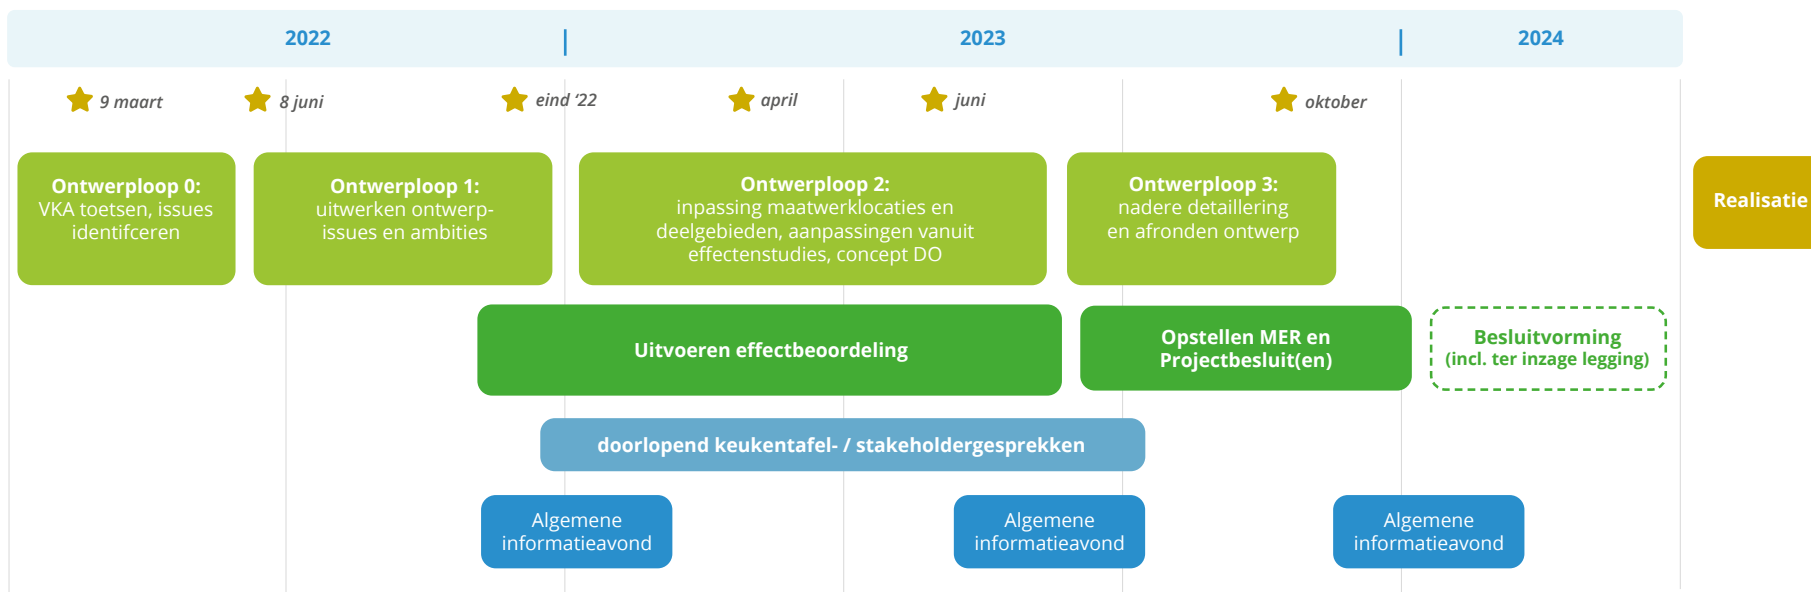 2022
2023
2024
9 maart
8 juni
eind ‘22
april
juni
oktober
Ontwerploop 0:
VKA toetsen, issues
identifceren
Ontwerploop 1:
uitwerken ontwerp-
issues en ambities
Ontwerploop 2:
inpassing maatwerklocaties en
deelgebieden, aanpassingen vanuit
effectenstudies, concept DO
Ontwerploop 3:
nadere detaillering
en afronden ontwerp
Realisatie
Uitvoeren effectbeoordeling
Opstellen MER en
Projectbesluit(en)
Besluitvorming
(incl. ter inzage legging)
doorlopend keukentafel- / stakeholdergesprekken
Algemene
informatieavond
Algemene
informatieavond
Algemene
informatieavond